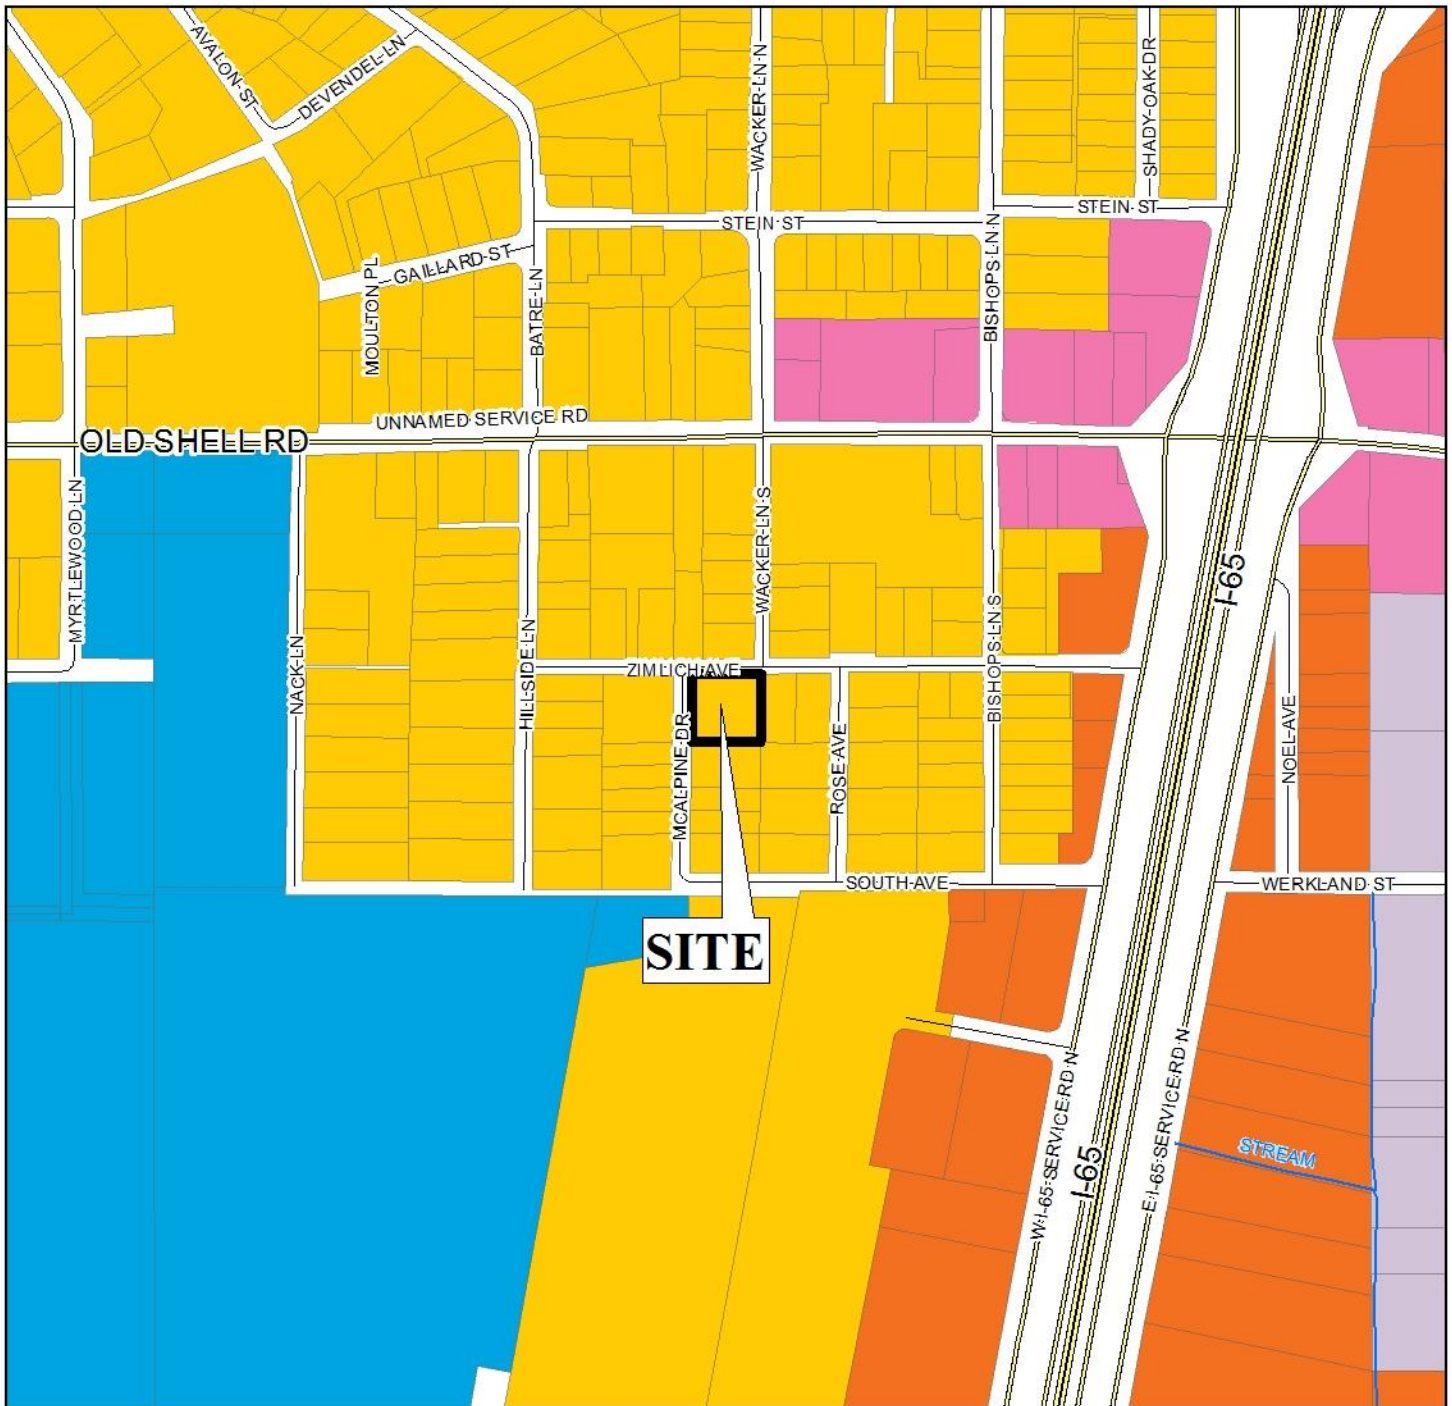 AVALON ST
DEVENDEL LN
WACKER LN N
SHADY OAK DR
STEIN ST
STEIN ST
BISHOPS LN N
GAILLARD ST
MOULTON PL
BATRE LN
UNNAMED SERVICE RD
OLD SHELL RD
MYRTLEWOOD LN
WACKER LN S
I-65
NACK LN
HILLSIDE LN
ZIMLICH AVE
BISHOPS LN S
MCALPINE DR
ROSE AVE
NOEL AVE
SOUTH AVE
WERKLAND ST
SITE
W I-65 SERVICE RD N
I-65
E I-65 SERVICE RD N
STREAM